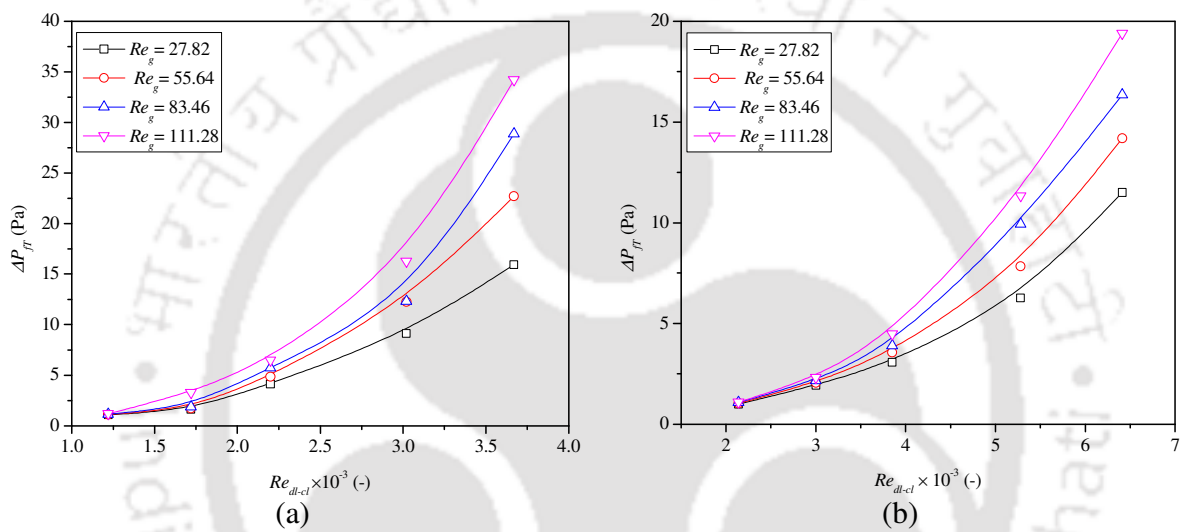 40
35
30
25
20
15
10
5
0
ΔP_fT (Pa)
Re_g = 27.82
Re_g = 55.64
Re_g = 83.46
Re_g = 111.28
1.0 1.5 2.0 2.5 3.0 3.5 4.0
Re_dl-cl ×10⁻³ (-)
(a)
20
15
10
5
0
ΔP_fT (Pa)
Re_g = 27.82
Re_g = 55.64
Re_g = 83.46
Re_g = 111.28
2 3 4 5 6 7
Re_dl-cl × 10⁻³ (-)
(b)